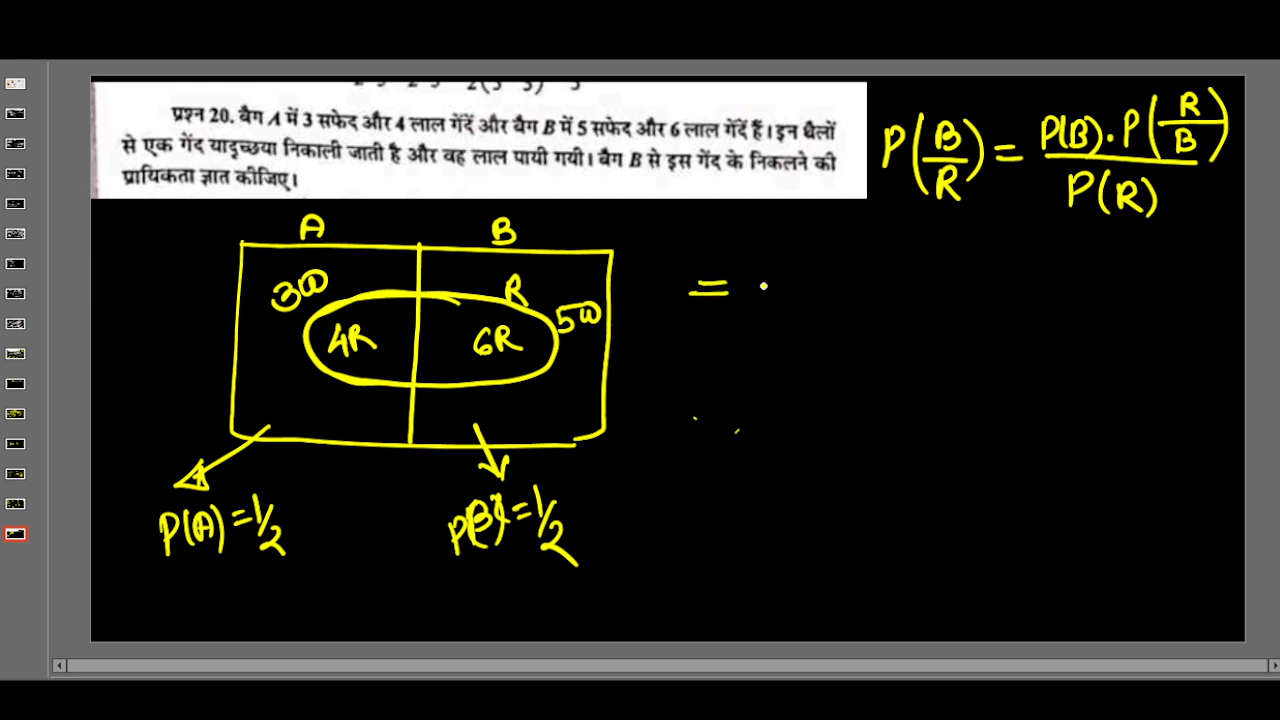 प्रश्न 20. बैग A में 3 सफेद और 4 लाल गेंदें और बैग B में 5 सफेद और 6 लाल गेंदें हैं। इन थैलों
से एक गेंद यादृच्छया निकाली जाती है और वह लाल पायी गयी। बैग B से इस गेंद के निकलने की
प्रायिकता ज्ञात कीजिए।
P(B/R) = P(B)·P(R/B) / P(R)
A B
3W R 5W
4R 6R
=
P(A) = 1/2 P(B) = 1/2